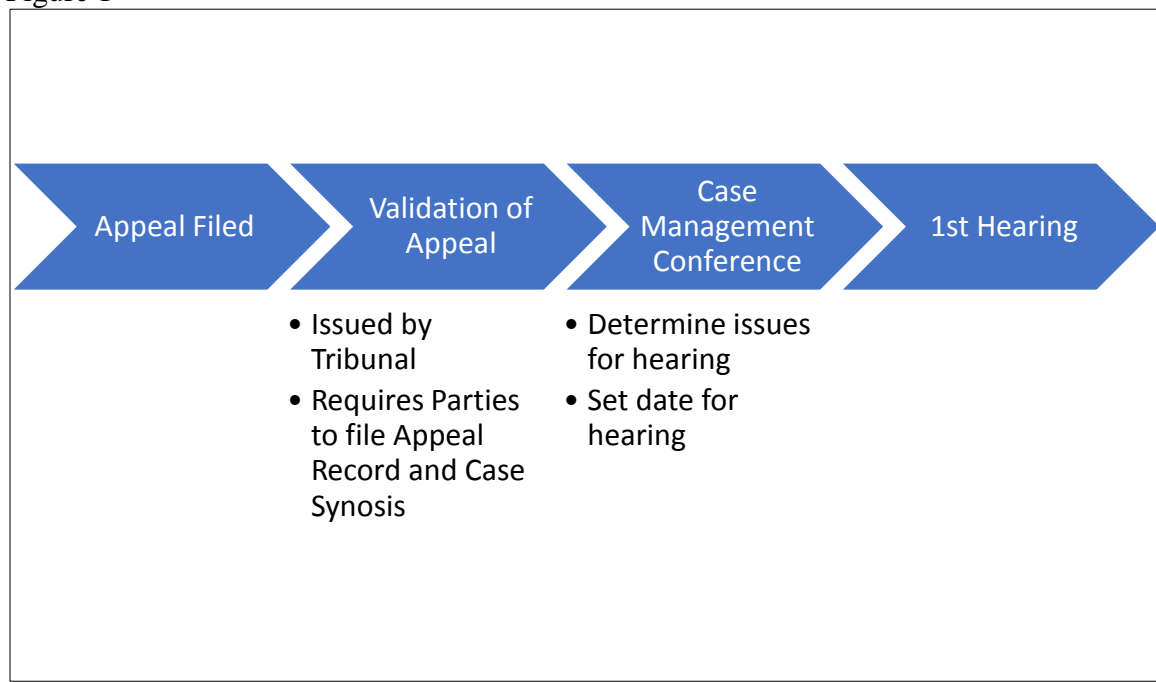 Appeal Filed
Validation of
Appeal
Case
Management
Conference
1st Hearing
• Issued by
Tribunal
• Requires Parties
to file Appeal
Record and Case
Synosis
• Determine issues
for hearing
• Set date for
hearing